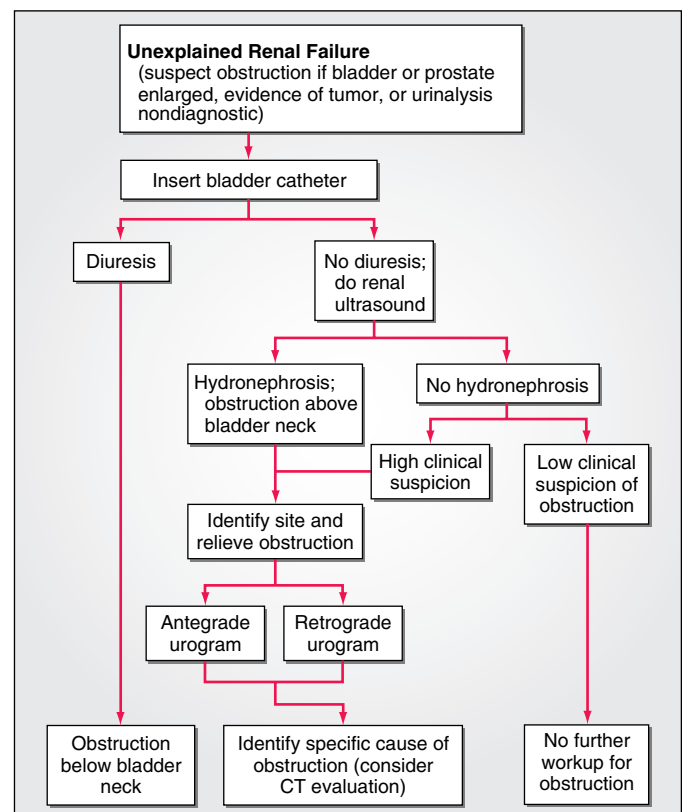 Unexplained Renal Failure
(suspect obstruction if bladder or prostate
enlarged, evidence of tumor, or urinalysis
nondiagnostic)
Insert bladder catheter
Diuresis
No diuresis;
do renal
ultrasound
Hydronephrosis;
obstruction above
bladder neck
No hydronephrosis
High clinical
suspicion
Low clinical
suspicion of
obstruction
Identify site and
relieve obstruction
Antegrade
urogram
Retrograde
urogram
Obstruction
below bladder
neck
Identify specific cause of
obstruction (consider
CT evaluation)
No further
workup for
obstruction